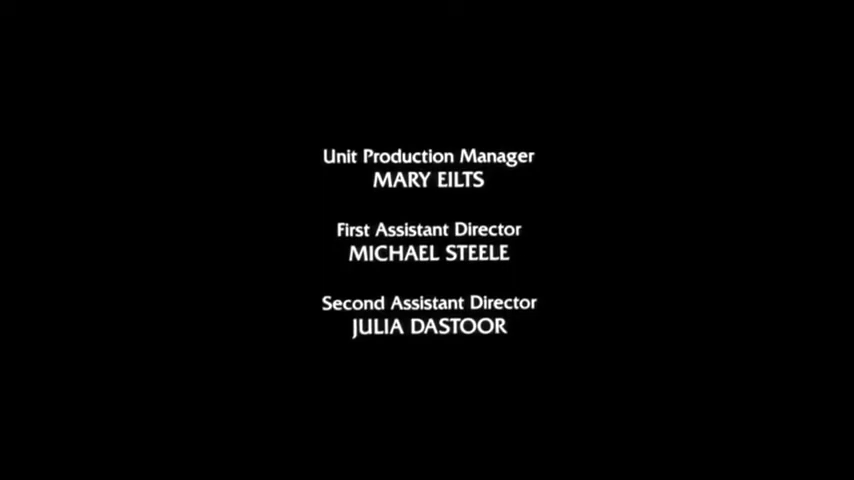 Unit Production Manager
MARY EILTS
First Assistant Director
MICHAEL STEELE
Second Assistant Director
JULIA DASTOOR